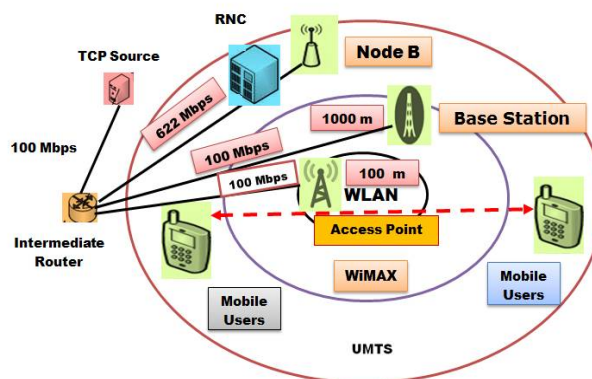 RNC
TCP Source
Node B
622 Mbps
1000 m
Base Station
100 Mbps
100 Mbps
100 Mbps
100 m
WLAN
Intermediate
Router
Access Point
WiMAX
Mobile
Users
Mobile
Users
UMTS